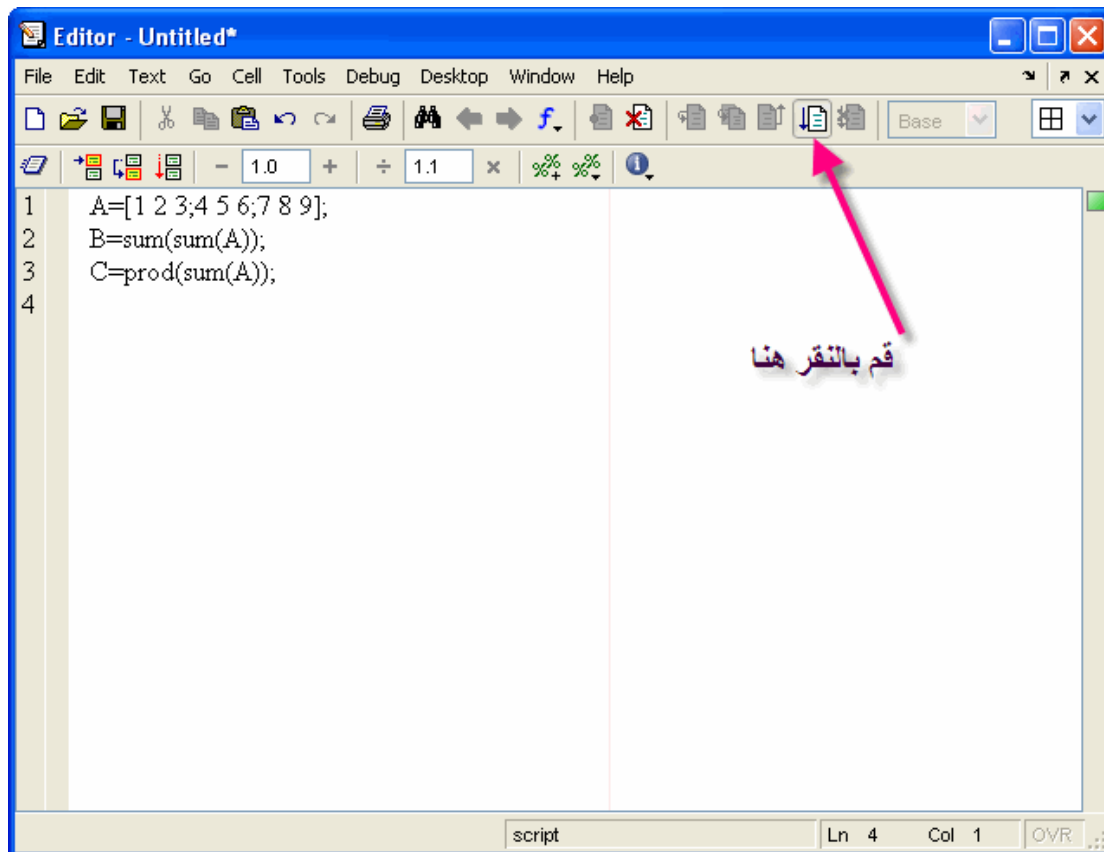 Editor - Untitled*
File Edit Text Go Cell Tools Debug Desktop Window Help
Base
1.0
1.1
1 A=[1 2 3;4 5 6;7 8 9];
2 B=sum(sum(A));
3 C=prod(sum(A));
4
قم بالنقر هنا
script Ln 4 Col 1 OVR